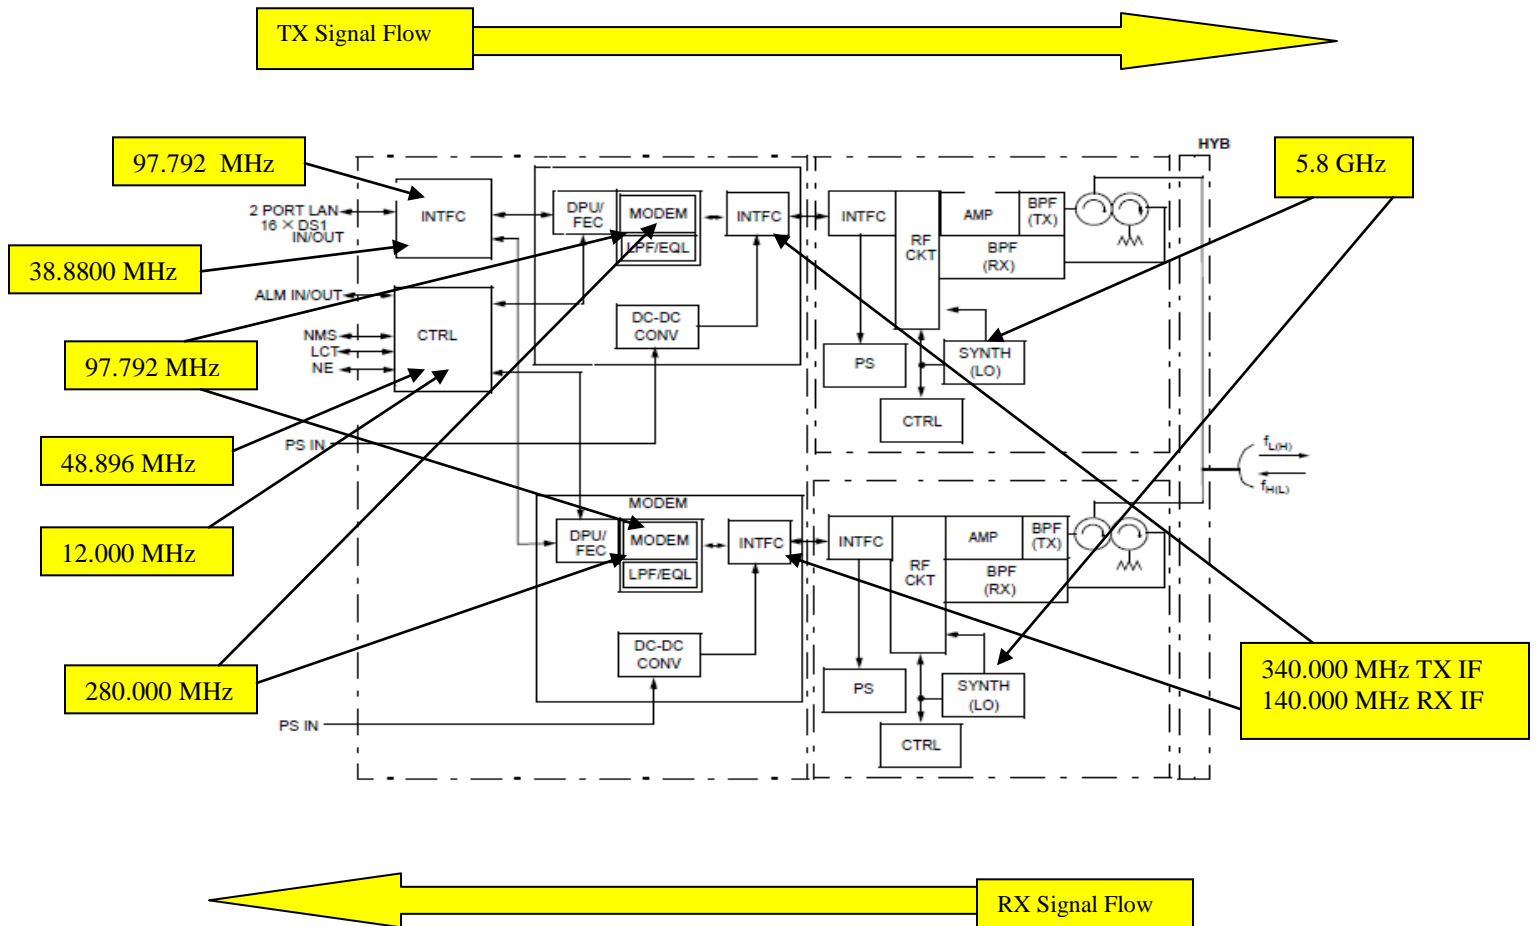 TX Signal Flow
97.792 MHz
HYB
5.8 GHz
2 PORT LAN
16 × DS1
IN/OUT
INTFC
DPU/
FEC
MODEM
LPF/EQL
INTFC
INTFC
RF
CKT
AMP
BPF
(TX)
BPF
(RX)
38.8800 MHz
ALM IN/OUT
NMS
LCT
NE
CTRL
DC-DC
CONV
PS
SYNTH
(LO)
CTRL
97.792 MHz
PS IN
48.896 MHz
fL(H)
fH(L)
12.000 MHz
MODEM
DPU/
FEC
MODEM
LPF/EQL
INTFC
INTFC
RF
CKT
AMP
BPF
(TX)
BPF
(RX)
DC-DC
CONV
PS
SYNTH
(LO)
CTRL
280.000 MHz
PS IN
340.000 MHz TX IF
140.000 MHz RX IF
RX Signal Flow